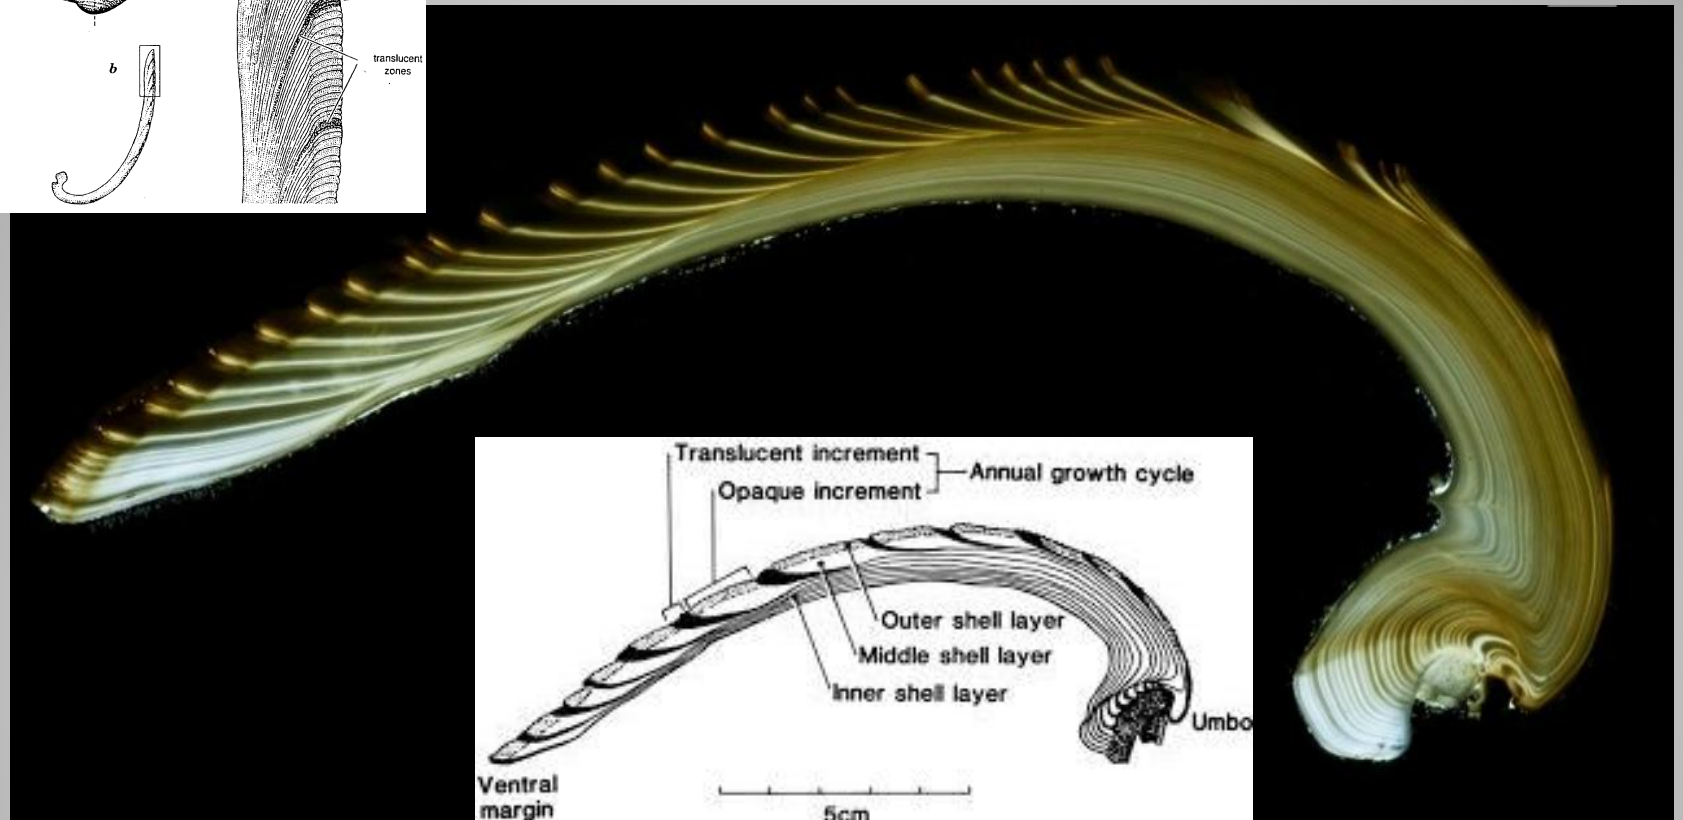 b
translucent
zones
Translucent increment
Annual growth cycle
Opaque increment
Outer shell layer
Middle shell layer
Inner shell layer
Umbo
Ventral
margin
5cm